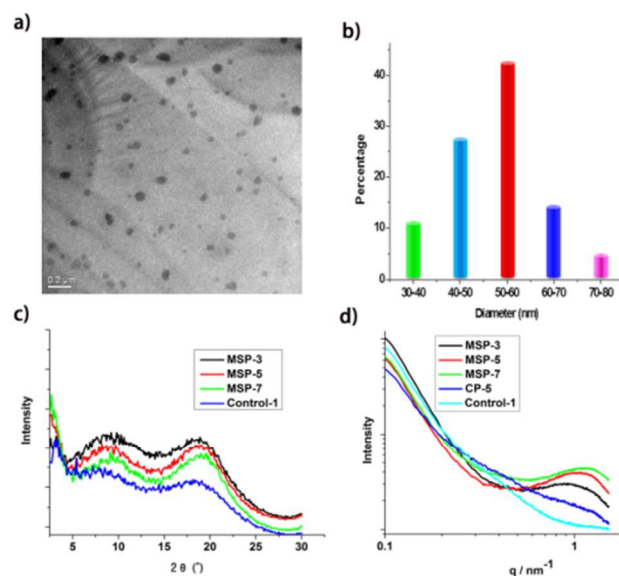 a)
0.2 μm
b)
Percentage
40
30
20
10
0
30-40 40-50 50-60 60-70 70-80
Diameter (nm)
c)
MSP-3
MSP-5
MSP-7
Control-1
Intensity
5 10 15 20 25 30
2 θ (°)
d)
MSP-3
MSP-5
MSP-7
CP-5
Control-1
Intensity
0.1 1
q / nm⁻¹